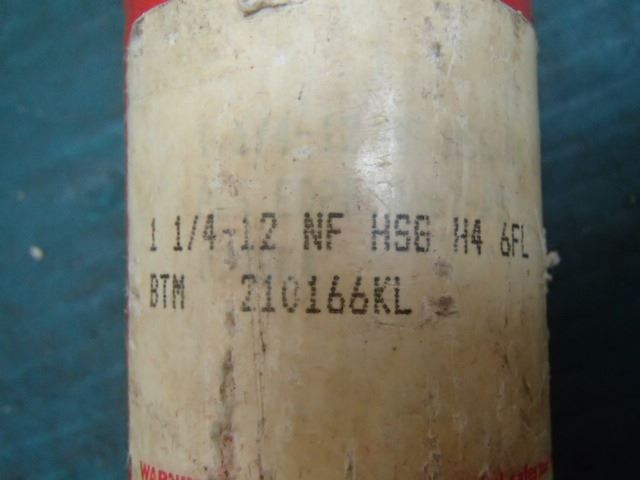 1 1/4-12 NF HSG H4 6FL
BTM 210166KL